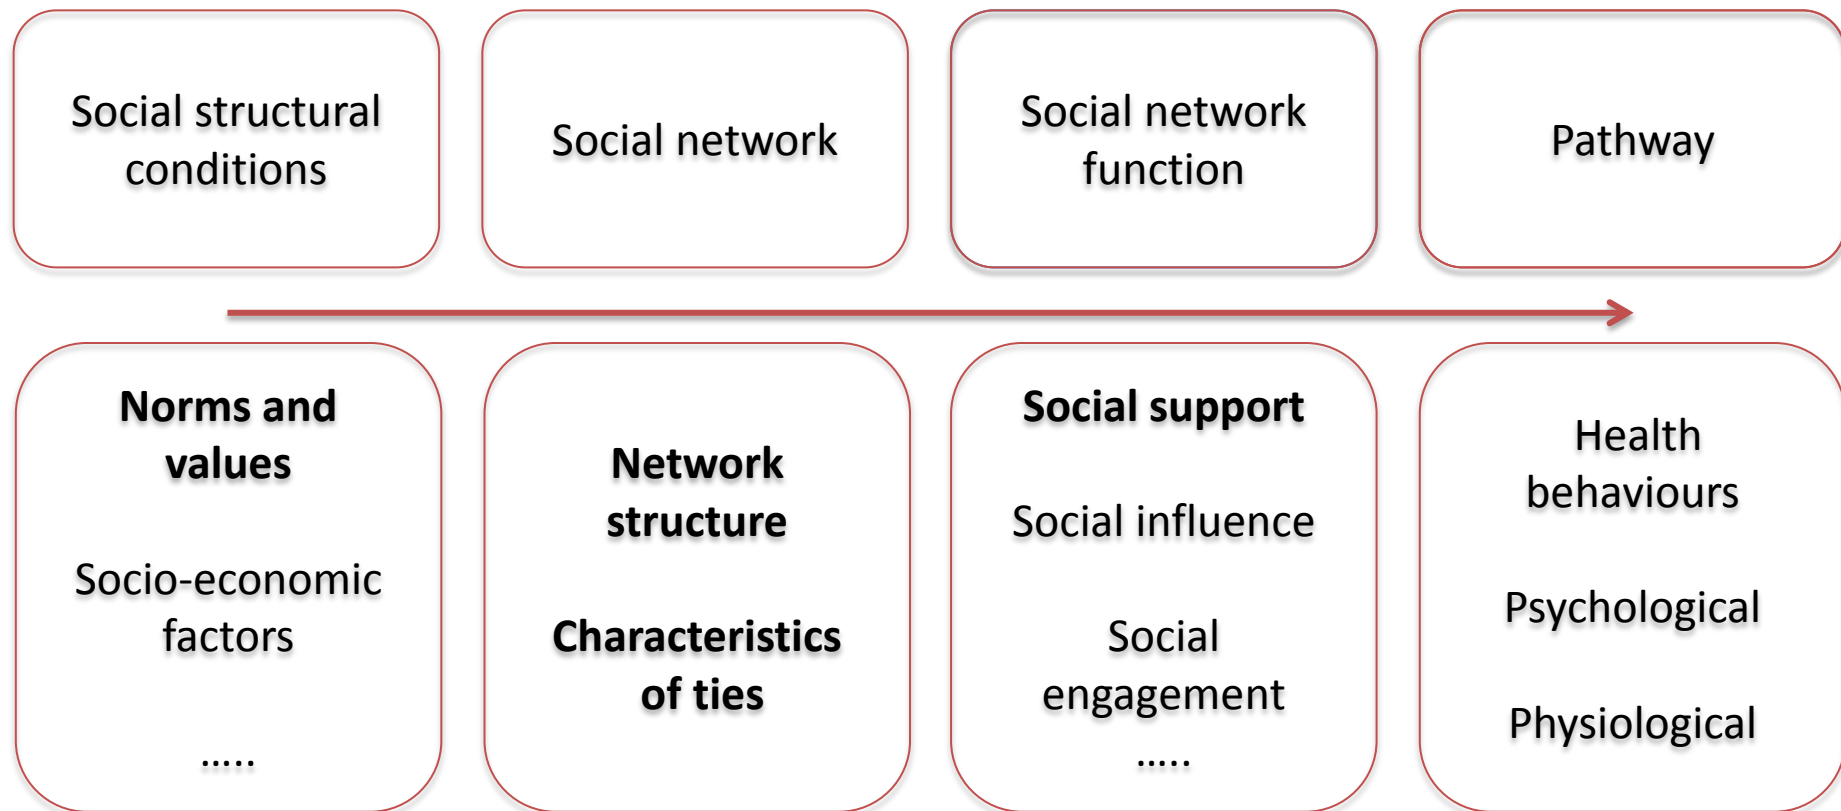 Social structural
conditions
Social network
Social network
function
Pathway
Norms and
values
Socio-economic
factors
…..
Network
structure
Characteristics
of ties
Social support
Social influence
Social
engagement
…..
Health
behaviours
Psychological
Physiological